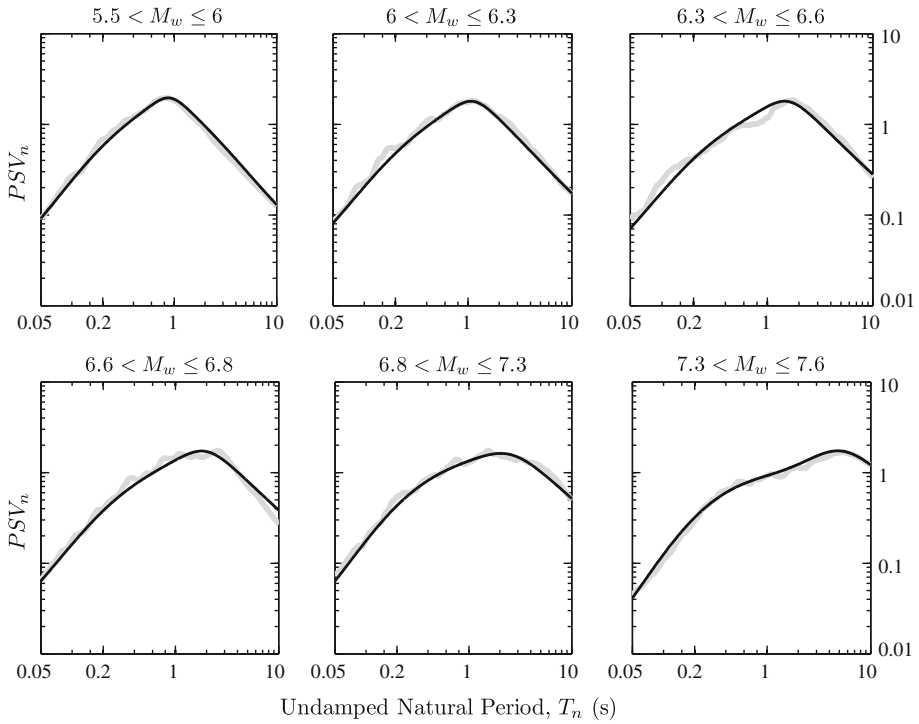 5.5 < M_w ≤ 6
6 < M_w ≤ 6.3
6.3 < M_w ≤ 6.6
10
1
0.1
0.01
PSV_n
0.05 0.2 1 10
0.05 0.2 1 10
0.05 0.2 1 10
6.6 < M_w ≤ 6.8
6.8 < M_w ≤ 7.3
7.3 < M_w ≤ 7.6
10
1
0.1
0.01
PSV_n
0.05 0.2 1 10
0.05 0.2 1 10
0.05 0.2 1 10
Undamped Natural Period, T_n (s)